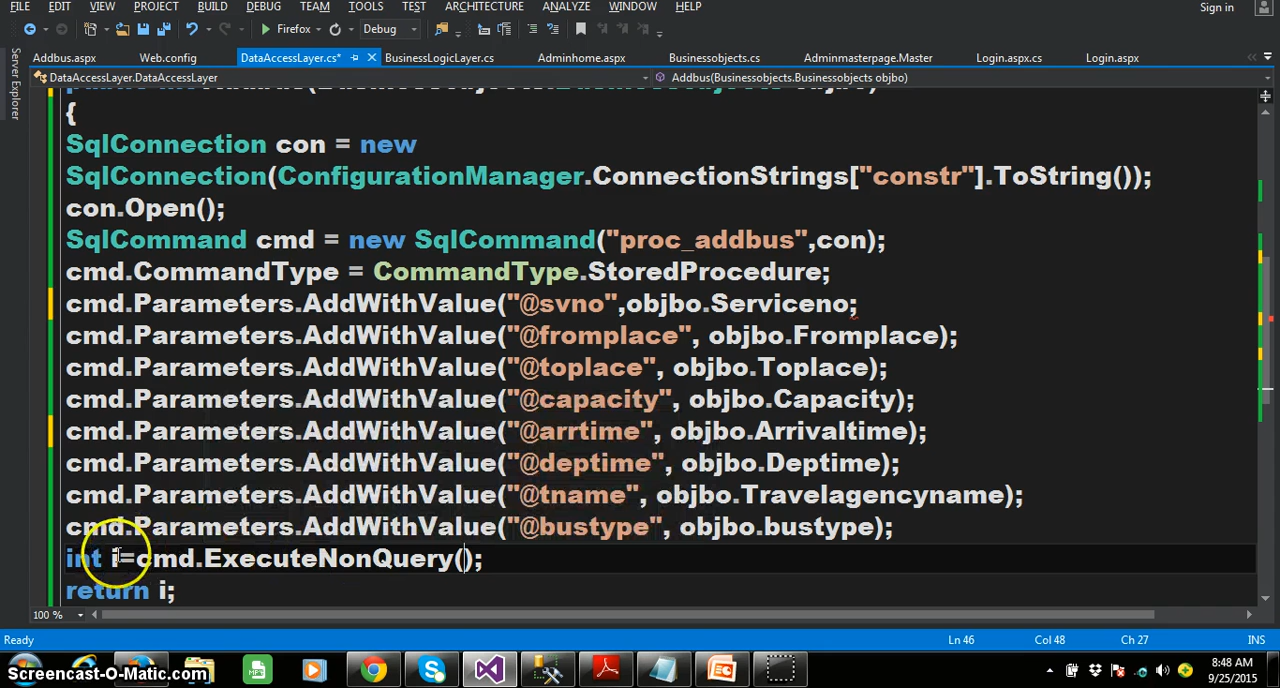 FILE EDIT VIEW PROJECT BUILD DEBUG TEAM TOOLS TEST ARCHITECTURE ANALYZE WINDOW HELP Sign in
Firefox Debug
Addbus.aspx Web.config DataAccessLayer.cs* BusinessLogicLayer.cs Adminhome.aspx Businessobjects.cs Adminmasterpage.Master Login.aspx.cs Login.aspx
Server Explorer
DataAccessLayer.DataAccessLayer Addbus(Businessobjects.Businessobjects objbo)
{
SqlConnection con = new
SqlConnection(ConfigurationManager.ConnectionStrings["constr"].ToString());
con.Open();
SqlCommand cmd = new SqlCommand("proc_addbus",con);
cmd.CommandType = CommandType.StoredProcedure;
cmd.Parameters.AddWithValue("@svno",objbo.Serviceno;
cmd.Parameters.AddWithValue("@fromplace", objbo.Fromplace);
cmd.Parameters.AddWithValue("@toplace", objbo.Toplace);
cmd.Parameters.AddWithValue("@capacity", objbo.Capacity);
cmd.Parameters.AddWithValue("@arrtime", objbo.Arrivaltime);
cmd.Parameters.AddWithValue("@deptime", objbo.Deptime);
cmd.Parameters.AddWithValue("@tname", objbo.Travelagencyname);
cmd.Parameters.AddWithValue("@bustype", objbo.bustype);
int i=cmd.ExecuteNonQuery();
return i;
100 %
Ready Ln 46 Col 48 Ch 27 INS
Screencast-O-Matic.com
8:48 AM
9/25/2015